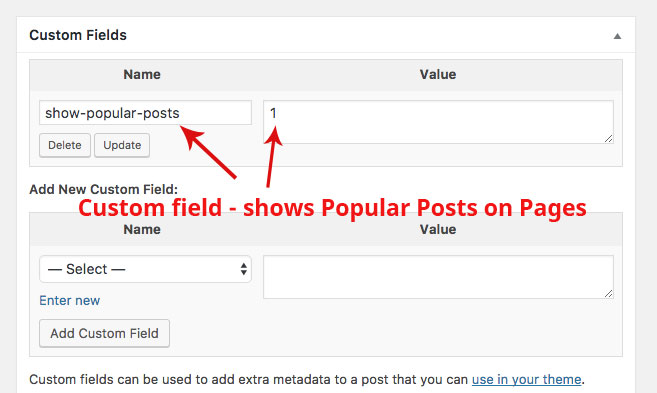 Custom Fields
Name Value
show-popular-posts 1
Delete Update
Add New Custom Field:
Custom field - shows Popular Posts on Pages
Name Value
— Select —
Enter new
Add Custom Field
Custom fields can be used to add extra metadata to a post that you can use in your theme.